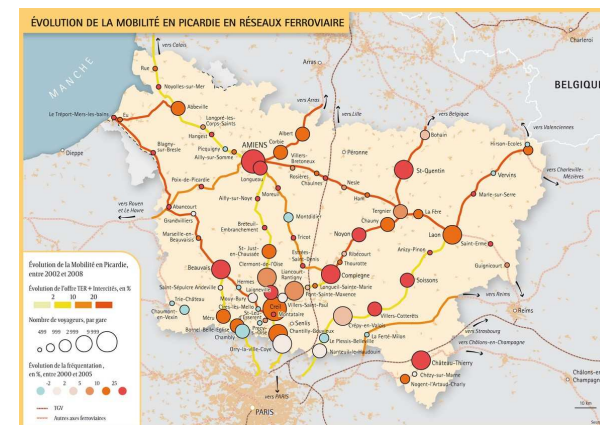 ÉVOLUTION DE LA MOBILITÉ EN PICARDIE EN RÉSEAUX FERROVIAIRE
MANCHE
BELGIQUE
vers Calais
Rue
Noyelles-sur-Mer
Arras
vers Arras
vers Lille
vers Belgique
vers Valenciennes
Charleroi
Le Tréport-Mers-les-bains
Eu
Abbeville
Longpré-les-
Corps-Saints
Hangest
Picquigny
Ailly-sur-Somme
AMIENS
Longueau
Corbie
Albert
Villers-
Bretonneux
Rosières
Chaulnes
Péronne
Nesle
Ham
Bohain
St-Quentin
Hirson-Écoles
Vervins
vers Charleville-
Mézières
Dieppe
Blagny-
sur-Bresle
Poix-de-Picardie
vers Rouen
et Le Havre
Abancourt
Grandvilliers
Marseille-en-
Beauvaisis
Ailly-sur-Noye
Moreuil
Montdidier
Breteuil-
Embranchement
Tricot
St-Just-
en-Chaussée
Clermont-de-l'Oise
Estrées-
Saint-Denis
Noyon
Chauny
Tergnier
La Fère
Laon
Marle-sur-Serre
Saint-Erme
Guignicourt
Anizy-Pinon
Ribécourt
Thourotte
Compiègne
Longueil-Sainte-Marie
Pont-Sainte-Maxence
Liancourt-
Rantigny
Beauvais
Hermes
Laigneville
Mouy-Bury
Cires-lès-Mello
Saint-Sépulcre Ardeville
Trie-Château
Chaumont-
en-Vexin
Méru
Bornel-Belle-Église
Chambly
St-Leu-
d'Esserent
Creil
Villers-Saint-Paul
Montataire
Senlis
Chantilly-Gouvieux
Orry-la-Ville-Coye
Crépy-en-Valois
Le Plessis-Belleville
Nanteuil-le-Haudouin
Villers-Cotterêts
La Ferté-Milon
Soissons
vers Reims
Reims
vers Strasbourg
vers Châlons-en-Champagne
Château-Thierry
Chézy-sur-Marne
Nogent-l'Artaud-Charly
vers PARIS
PARIS
Châlons-en-
Champagne
10 km
Évolution de la Mobilité en Picardie,
entre 2002 et 2008
Évolution de l'offre TER + Intercités, en %
2 10 20
Nombre de voyageurs, par gare
499 999 2 999 9 999
Évolution de la fréquentation,
en %, entre 2000 et 2005
-2 2 5 10 25
TGV
Autres axes ferroviaires